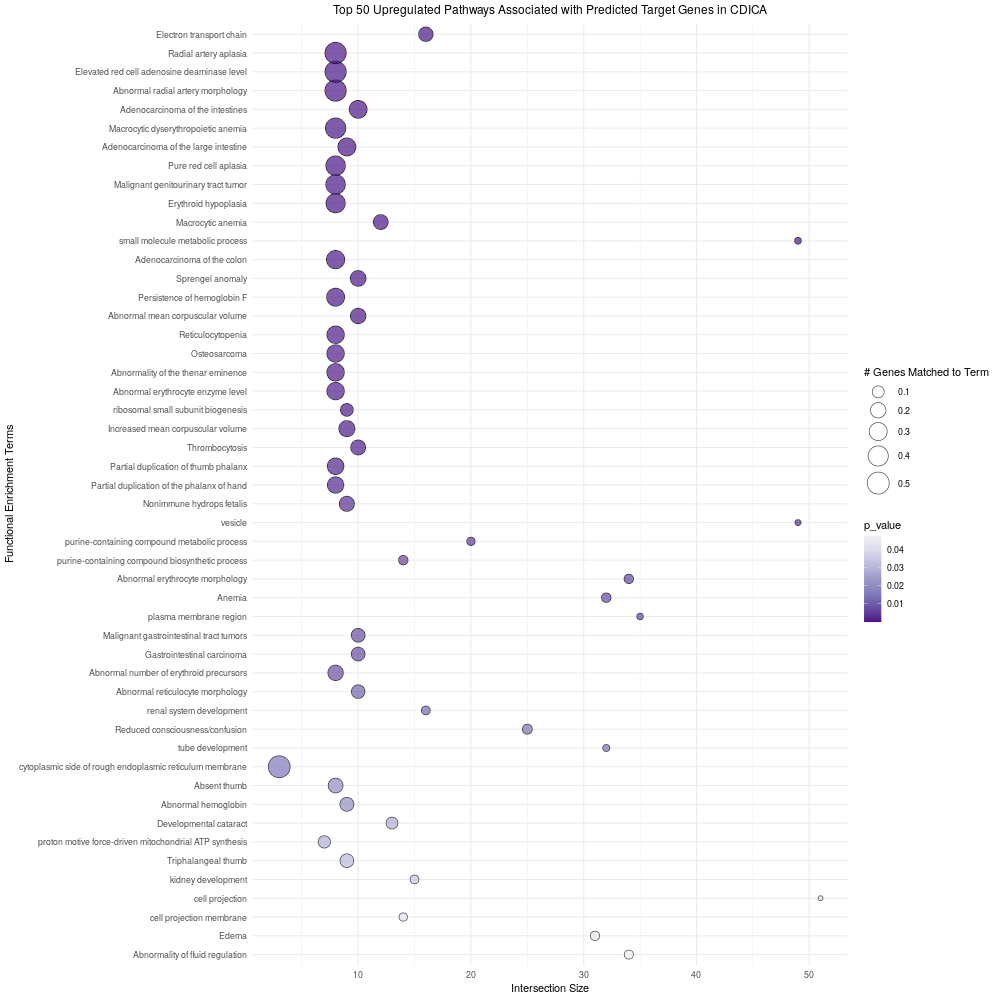 Top 50 Upregulated Pathways Associated with Predicted Target Genes in CDICA
Functional Enrichment Terms
Electron transport chain
Radial artery aplasia
Elevated red cell adenosine deaminase level
Abnormal radial artery morphology
Adenocarcinoma of the intestines
Macrocytic dyserythropoietic anemia
Adenocarcinoma of the large intestine
Pure red cell aplasia
Malignant genitourinary tract tumor
Erythroid hypoplasia
Macrocytic anemia
small molecule metabolic process
Adenocarcinoma of the colon
Sprengel anomaly
Persistence of hemoglobin F
Abnormal mean corpuscular volume
Reticulocytopenia
Osteosarcoma
Abnormality of the thenar eminence
Abnormal erythrocyte enzyme level
ribosomal small subunit biogenesis
Increased mean corpuscular volume
Thrombocytosis
Partial duplication of thumb phalanx
Partial duplication of the phalanx of hand
Nonimmune hydrops fetalis
vesicle
purine-containing compound metabolic process
purine-containing compound biosynthetic process
Abnormal erythrocyte morphology
Anemia
plasma membrane region
Malignant gastrointestinal tract tumors
Gastrointestinal carcinoma
Abnormal number of erythroid precursors
Abnormal reticulocyte morphology
renal system development
Reduced consciousness/confusion
tube development
cytoplasmic side of rough endoplasmic reticulum membrane
Absent thumb
Abnormal hemoglobin
Developmental cataract
proton motive force-driven mitochondrial ATP synthesis
Triphalangeal thumb
kidney development
cell projection
cell projection membrane
Edema
Abnormality of fluid regulation
10 20 30 40 50
Intersection Size
# Genes Matched to Term
0.1
0.2
0.3
0.4
0.5
p_value
0.04
0.03
0.02
0.01